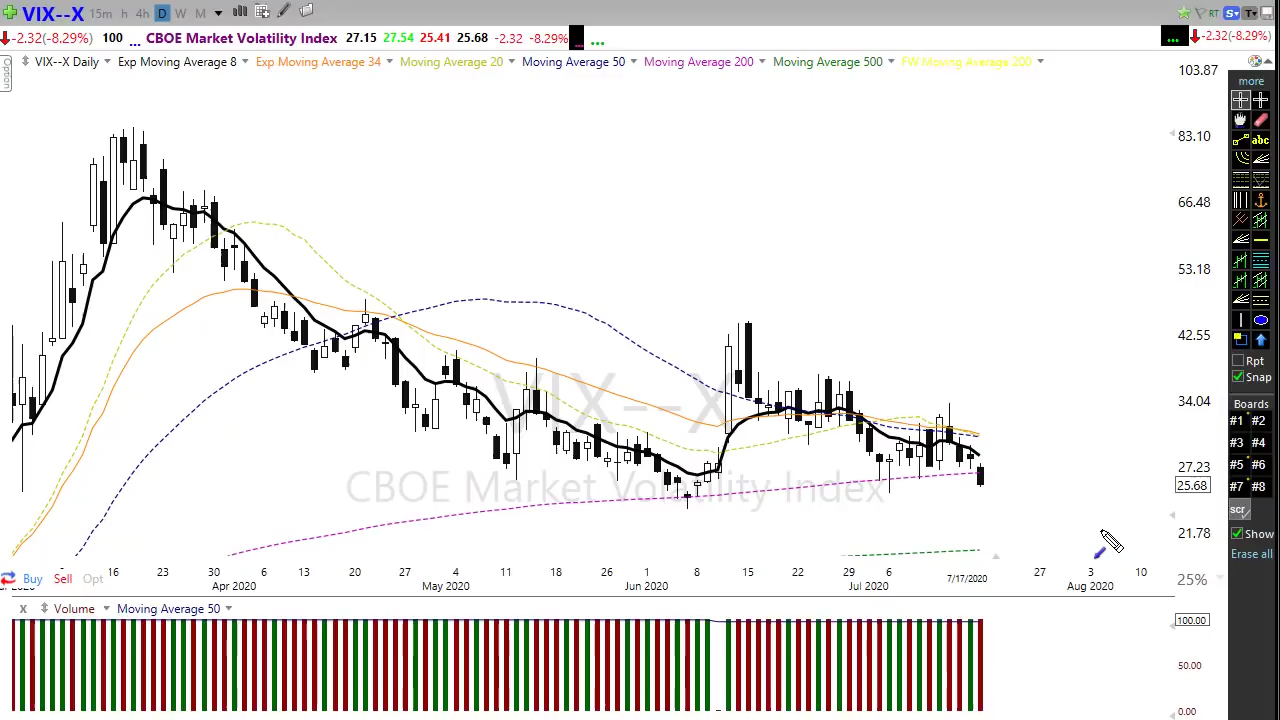 VIX--X 15m h 4h D W M RT S T -2.32(-8.29%)
-2.32(-8.29%) 100 ... CBOE Market Volatility Index 27.15 27.54 25.41 25.68 -2.32 -8.29% ... ...
VIX--X Daily Exp Moving Average 8 Exp Moving Average 34 Moving Average 20 Moving Average 50 Moving Average 200 Moving Average 500 FW Moving Average 200
Option
103.87
83.10
66.48
53.18
42.55
34.04
27.23
25.68
21.78
VIX--X
CBOE Market Volatility Index
more
abc
Rpt
Snap
Boards
#1 #2
#3 #4
#5 #6
#7 #8
scr
Show
Erase all
16 23 30 6 13 20 27 4 11 18 26 1 8 15 22 29 6 7/17/2020 27 3 10
Apr 2020 May 2020 Jun 2020 Jul 2020 Aug 2020
Buy Sell Opt
25%
X Volume Moving Average 50
100.00
50.00
0.00